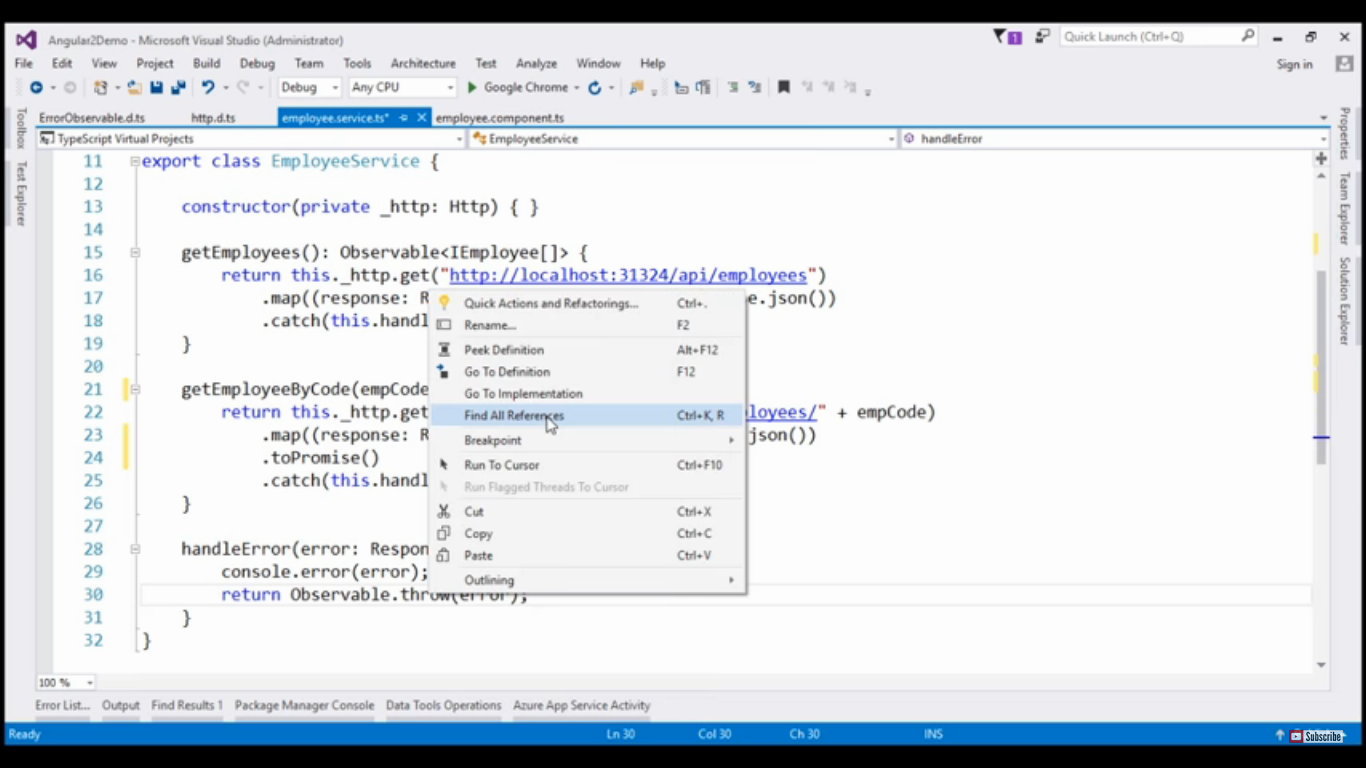 Angular2Demo - Microsoft Visual Studio (Administrator)
1
Quick Launch (Ctrl+Q)
File Edit View Project Build Debug Team Tools Architecture Test Analyze Window Help
Sign in
Debug Any CPU Google Chrome
ErrorObservable.d.ts http.d.ts employee.service.ts* employee.component.ts
TypeScript Virtual Projects EmployeeService handleError
Toolbox
Test Explorer
Properties
Team Explorer
Solution Explorer
11 export class EmployeeService {
12
13 constructor(private _http: Http) { }
14
15 getEmployees(): Observable<IEmployee[]> {
16 return this._http.get("http://localhost:31324/api/employees")
17 .map((response: R e.json())
18 .catch(this.handl
19 }
20
21 getEmployeeByCode(empCode
22 return this._http.get loyees/" + empCode)
23 .map((response: R json())
24 .toPromise()
25 .catch(this.handl
26 }
27
28 handleError(error: Respon
29 console.error(error);
30 return Observable.throw(error);
31 }
32 }
Quick Actions and Refactorings... Ctrl+.
Rename... F2
Peek Definition Alt+F12
Go To Definition F12
Go To Implementation
Find All References Ctrl+K, R
Breakpoint
Run To Cursor Ctrl+F10
Run Flagged Threads To Cursor
Cut Ctrl+X
Copy Ctrl+C
Paste Ctrl+V
Outlining
100 %
Error List... Output Find Results 1 Package Manager Console Data Tools Operations Azure App Service Activity
Ready Ln 30 Col 30 Ch 30 INS
Subscribe